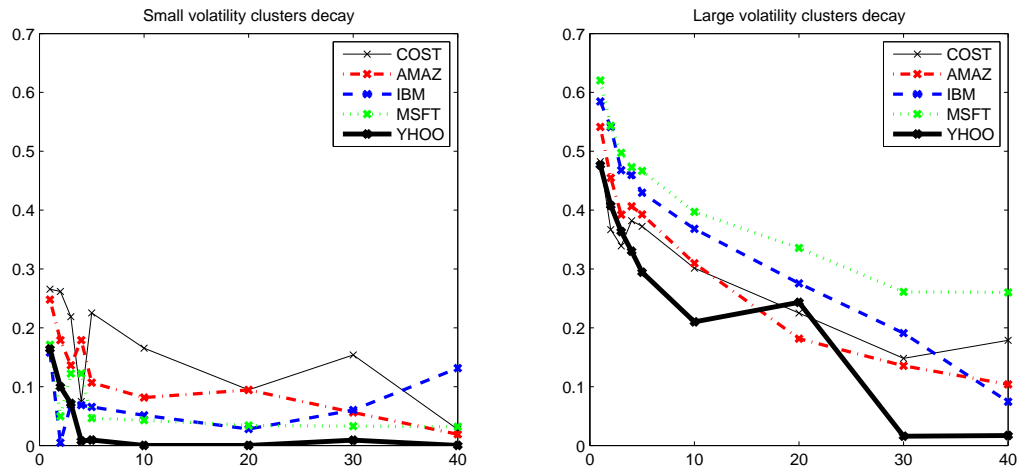 Small volatility clusters decay
0.7
0.6
0.5
0.4
0.3
0.2
0.1
0
0 10 20 30 40
COST
AMAZ
IBM
MSFT
YHOO
Large volatility clusters decay
0.7
0.6
0.5
0.4
0.3
0.2
0.1
0
0 10 20 30 40
COST
AMAZ
IBM
MSFT
YHOO